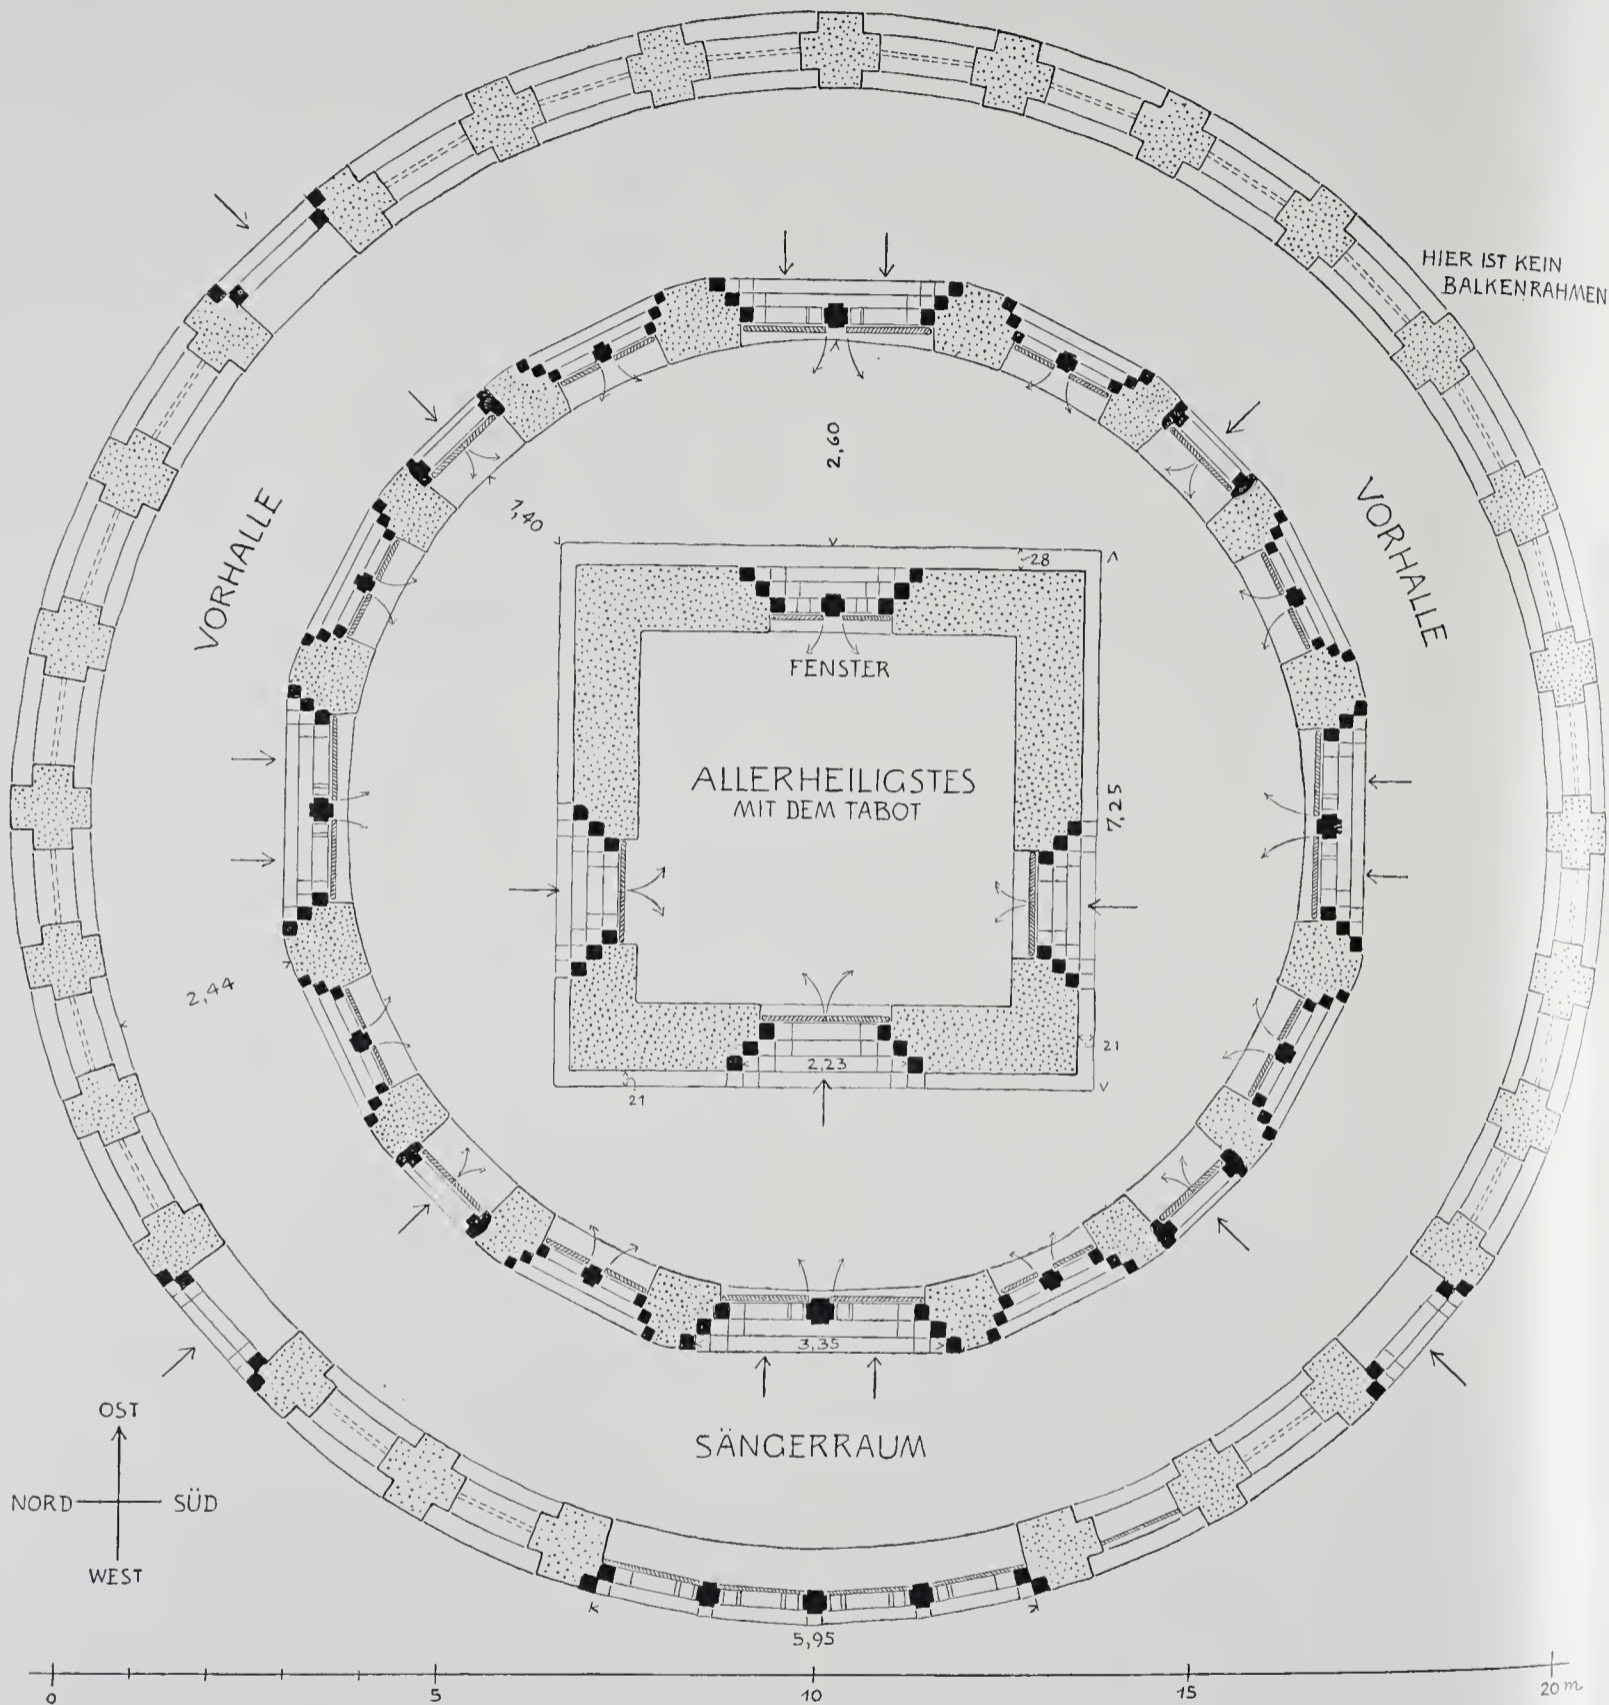 HIER IST KEIN
BALKENRAHMEN
VORHALLE
VORHALLE
2,60
1,40
28
FENSTER
ALLERHEILIGSTES
MIT DEM TABOT
7,25
2,44
2,23
21
21
3,35
SÄNGERRAUM
OST
NORD
SÜD
WEST
5,95
0
5
10
15
20 m